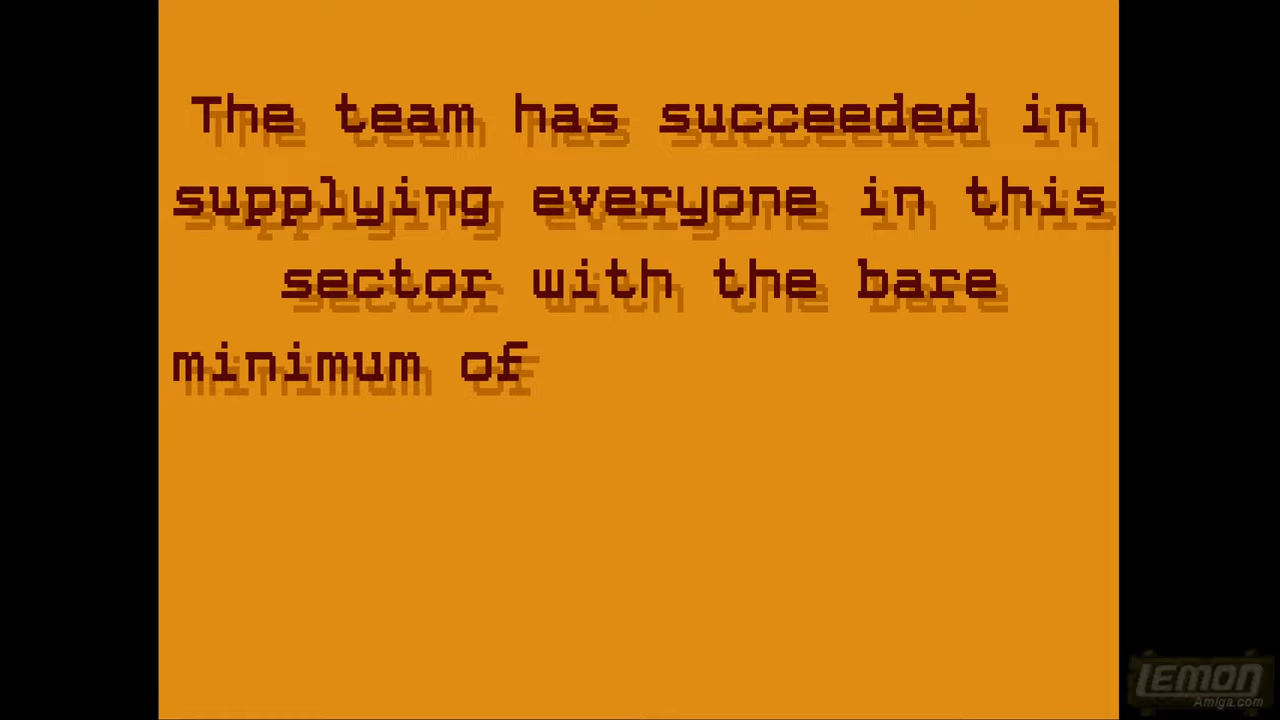 The team has succeeded in
supplying everyone in this
sector with the bare
minimum of
LEMON
Amiga.com